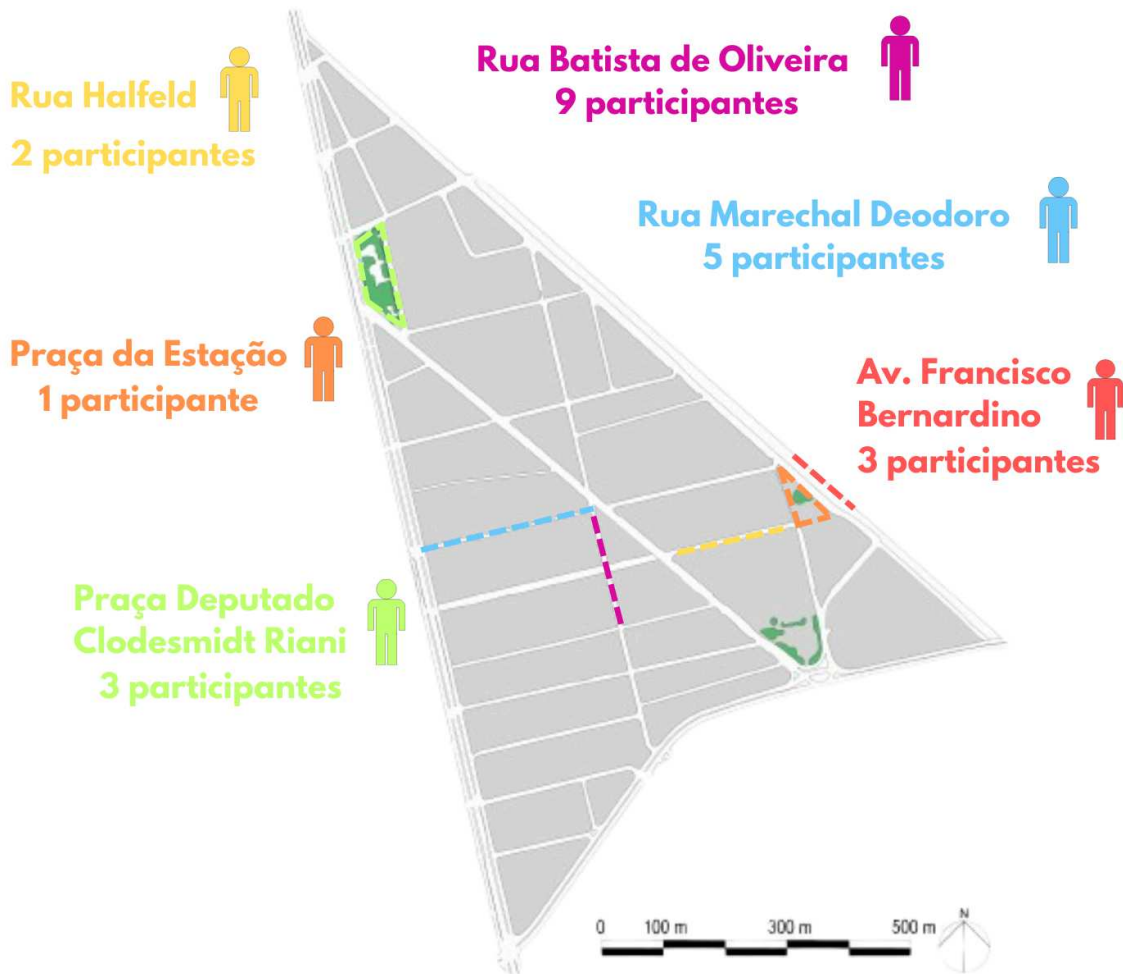 Rua Halfeld
2 participantes
Rua Batista de Oliveira
9 participantes
Rua Marechal Deodoro
5 participantes
Praça da Estação
1 participante
Av. Francisco
Bernardino
3 participantes
Praça Deputado
Clodesmidt Riani
3 participantes
0 100 m 300 m 500 m
N